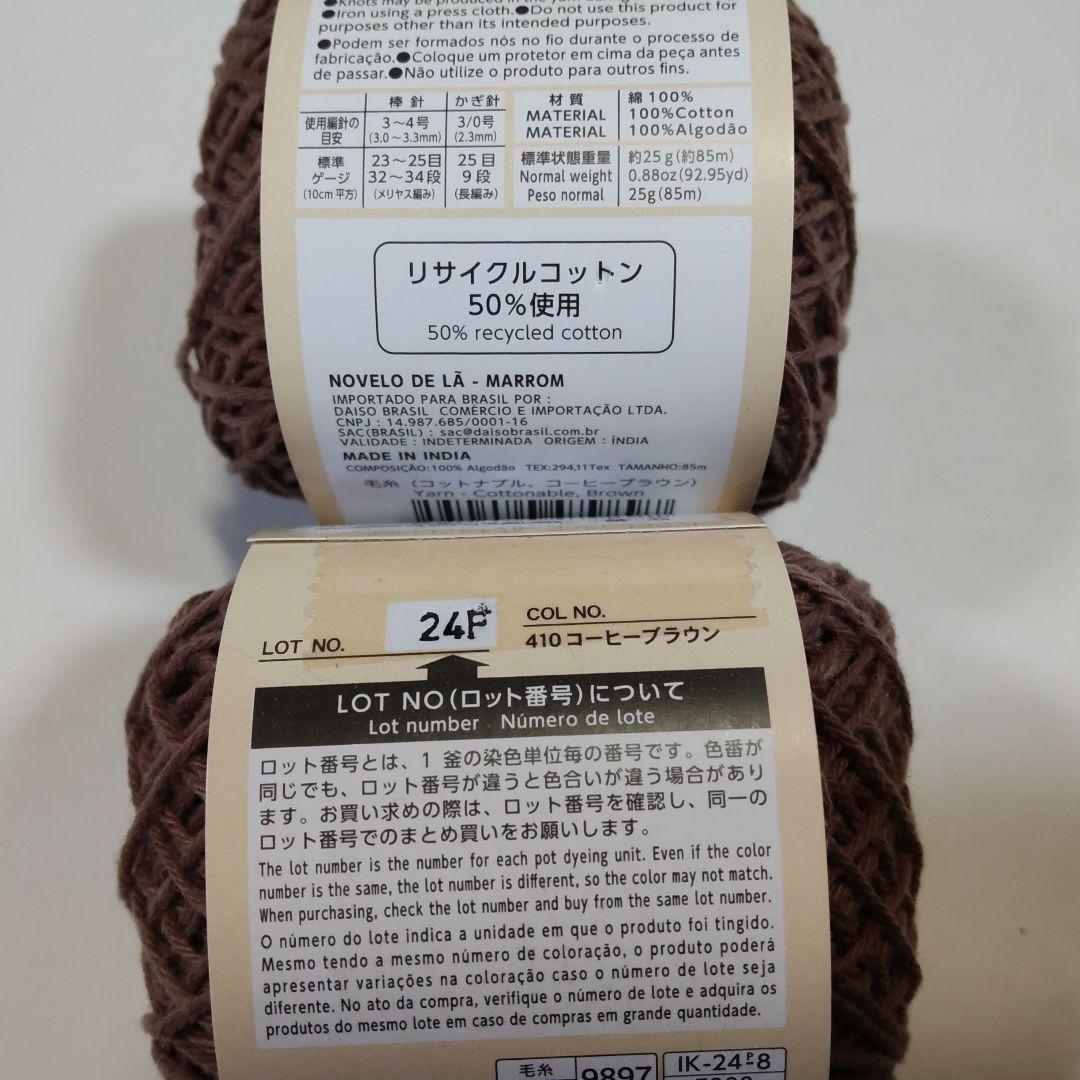 ●Knots may be produced in the yarn during
●Iron using a press cloth.●Do not use this product for
purposes other than its intended purposes.
●Podem ser formados nós no fio durante o processo de
fabricação.●Coloque um protetor em cima da peça antes
de passar.●Não utilize o produto para outros fins.
棒針 かぎ針
使用編針の目安 3～4号 (3.0～3.3mm) 3/0号 (2.3mm)
標準ゲージ (10cm平方) 23～25目 32～34段 (メリヤス編み) 25目 9段 (長編み)
材質 綿100%
MATERIAL 100%Cotton
MATERIAL 100%Algodão
標準状態重量 約25g(約85m)
Normal weight 0.88oz(92.95yd)
Peso normal 25g(85m)
リサイクルコットン
50%使用
50% recycled cotton
NOVELO DE LÃ - MARROM
IMPORTADO PARA BRASIL POR :
DAISO BRASIL COMÉRCIO E IMPORTAÇÃO LTDA.
CNPJ : 14.987.685/0001-16
SAC(BRASIL) : sac@daisobrasil.com.br
VALIDADE : INDETERMINADA ORIGEM : ÍNDIA
MADE IN INDIA
COMPOSIÇÃO:100% Algodão TEX:294,11Tex TAMANHO:85m
毛糸(コットナブル、コーヒーブラウン)
Yarn - Cottonable, Brown
LOT NO. 24F COL NO.
410コーヒーブラウン
LOT NO(ロット番号)について
Lot number Número de lote
ロット番号とは、1 釜の染色単位毎の番号です。色番が
同じでも、ロット番号が違うと色合いが違う場合があり
ます。お買い求めの際は、ロット番号を確認し、同一の
ロット番号でのまとめ買いをお願いします。
The lot number is the number for each pot dyeing unit. Even if the color
number is the same, the lot number is different, so the color may not match.
When purchasing, check the lot number and buy from the same lot number.
O número do lote indica a unidade em que o produto foi tingido.
Mesmo tendo a mesmo número de coloração, o produto poderá
apresentar variações na coloração caso o número de lote seja
diferente. No ato da compra, verifique o número de lote e adquira os
produtos do mesmo lote em caso de compras em grande quantidade.
毛糸 9897 IK-24P-8